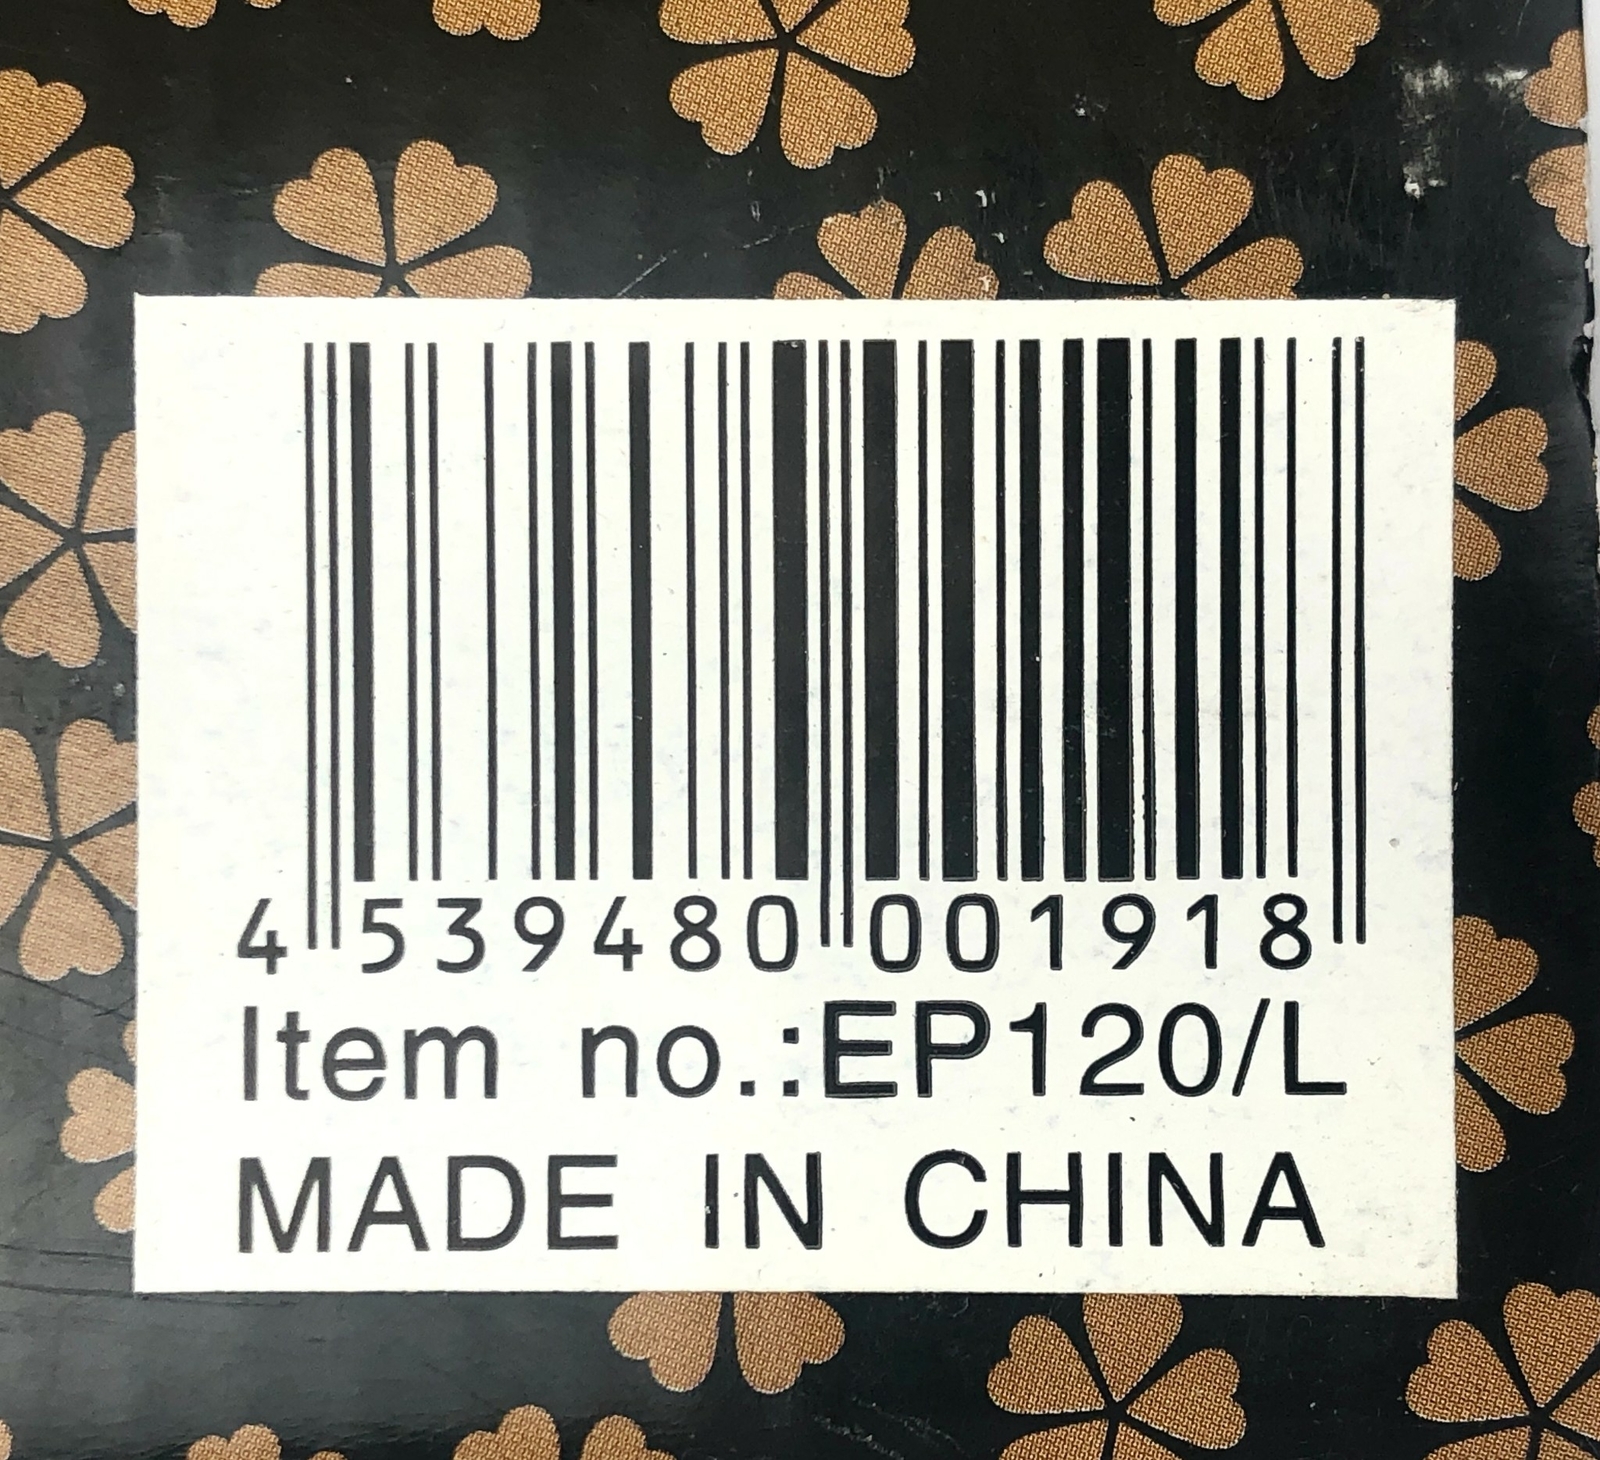 4 539480 001918
Item no.:EP120/L
MADE IN CHINA